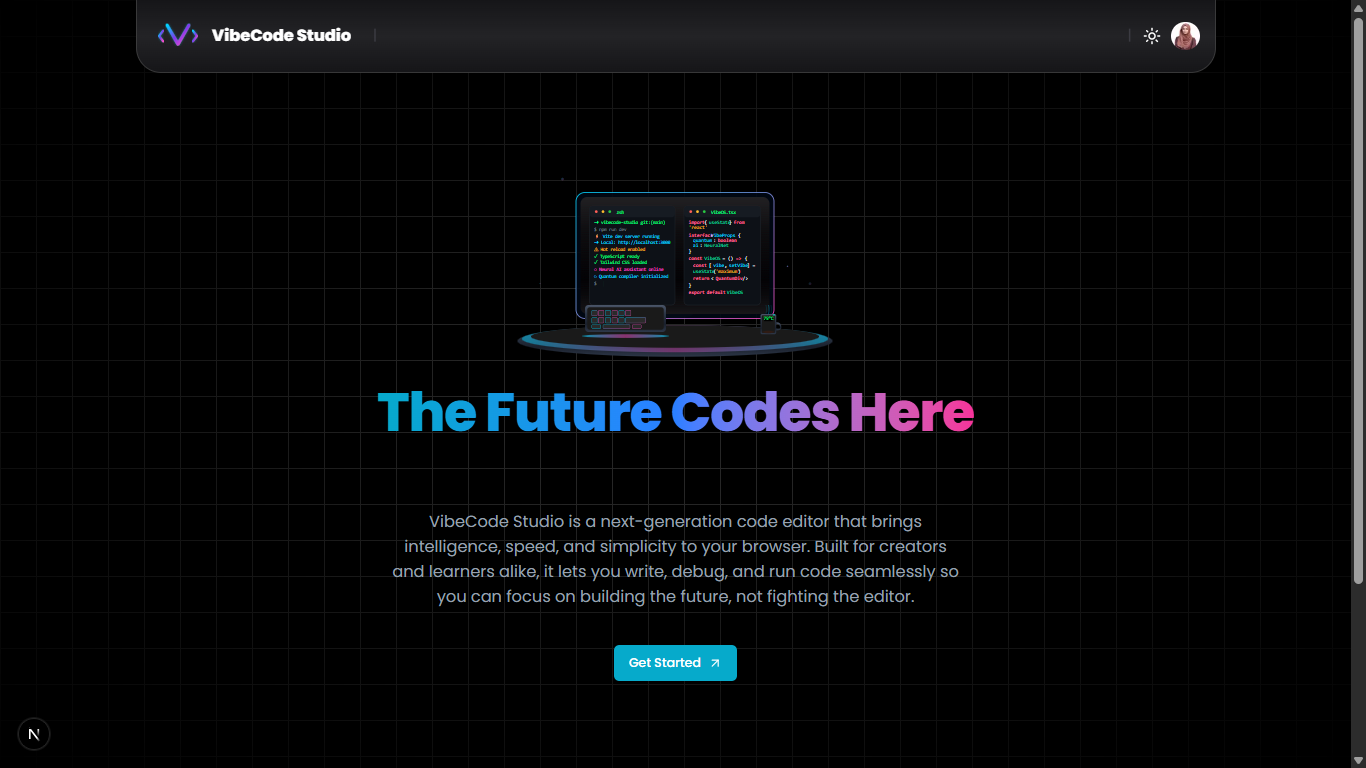 VibeCode Studio
zsh
→ vibecode-studio git:(main)
$ npm run dev
Vite dev server running
→ Local: http://localhost:8080
Hot reload enabled
✓ TypeScript ready
✓ Tailwind CSS loaded
Neural AI assistant online
Quantum compiler initialized
$
VibeOS.tsx
import{ useState} from
'react'
interfaceVibeProps {
quantum: boolean
ai: NeuralNet
}
const VibeOS = () => {
const [ vibe, setVibe] =
useState('maximum')
return < QuantumDiv/>
}
export default VibeOS
The Future Codes Here
VibeCode Studio is a next-generation code editor that brings
intelligence, speed, and simplicity to your browser. Built for creators
and learners alike, it lets you write, debug, and run code seamlessly so
you can focus on building the future, not fighting the editor.
Get Started
N